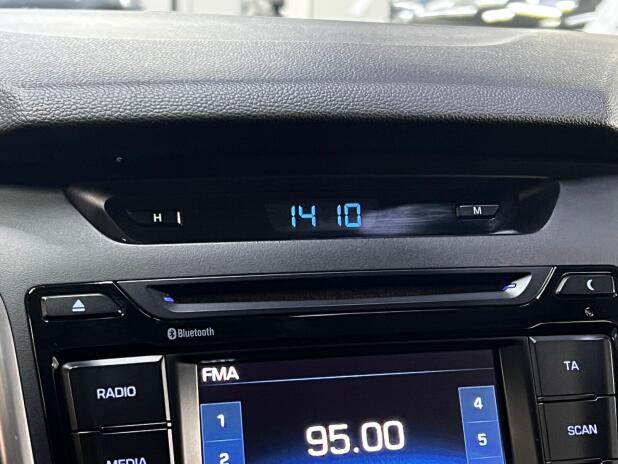 H 14 10 M
Bluetooth
FMA
RADIO 1 95.00 4 TA
MEDIA 2 5 SCAN